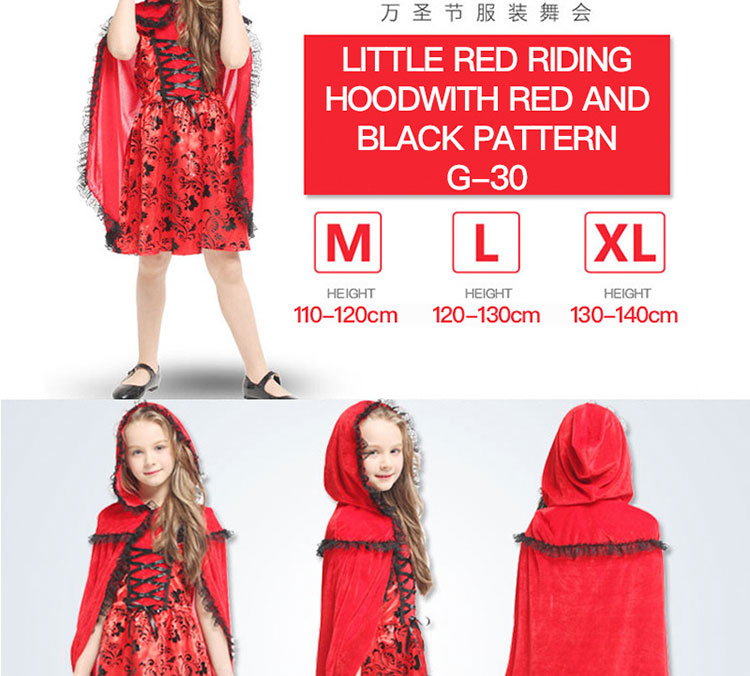 万圣节服装舞会
LITTLE RED RIDING
HOODWITH RED AND
BLACK PATTERN
G-30
M L XL
HEIGHT HEIGHT HEIGHT
110-120cm 120-130cm 130-140cm